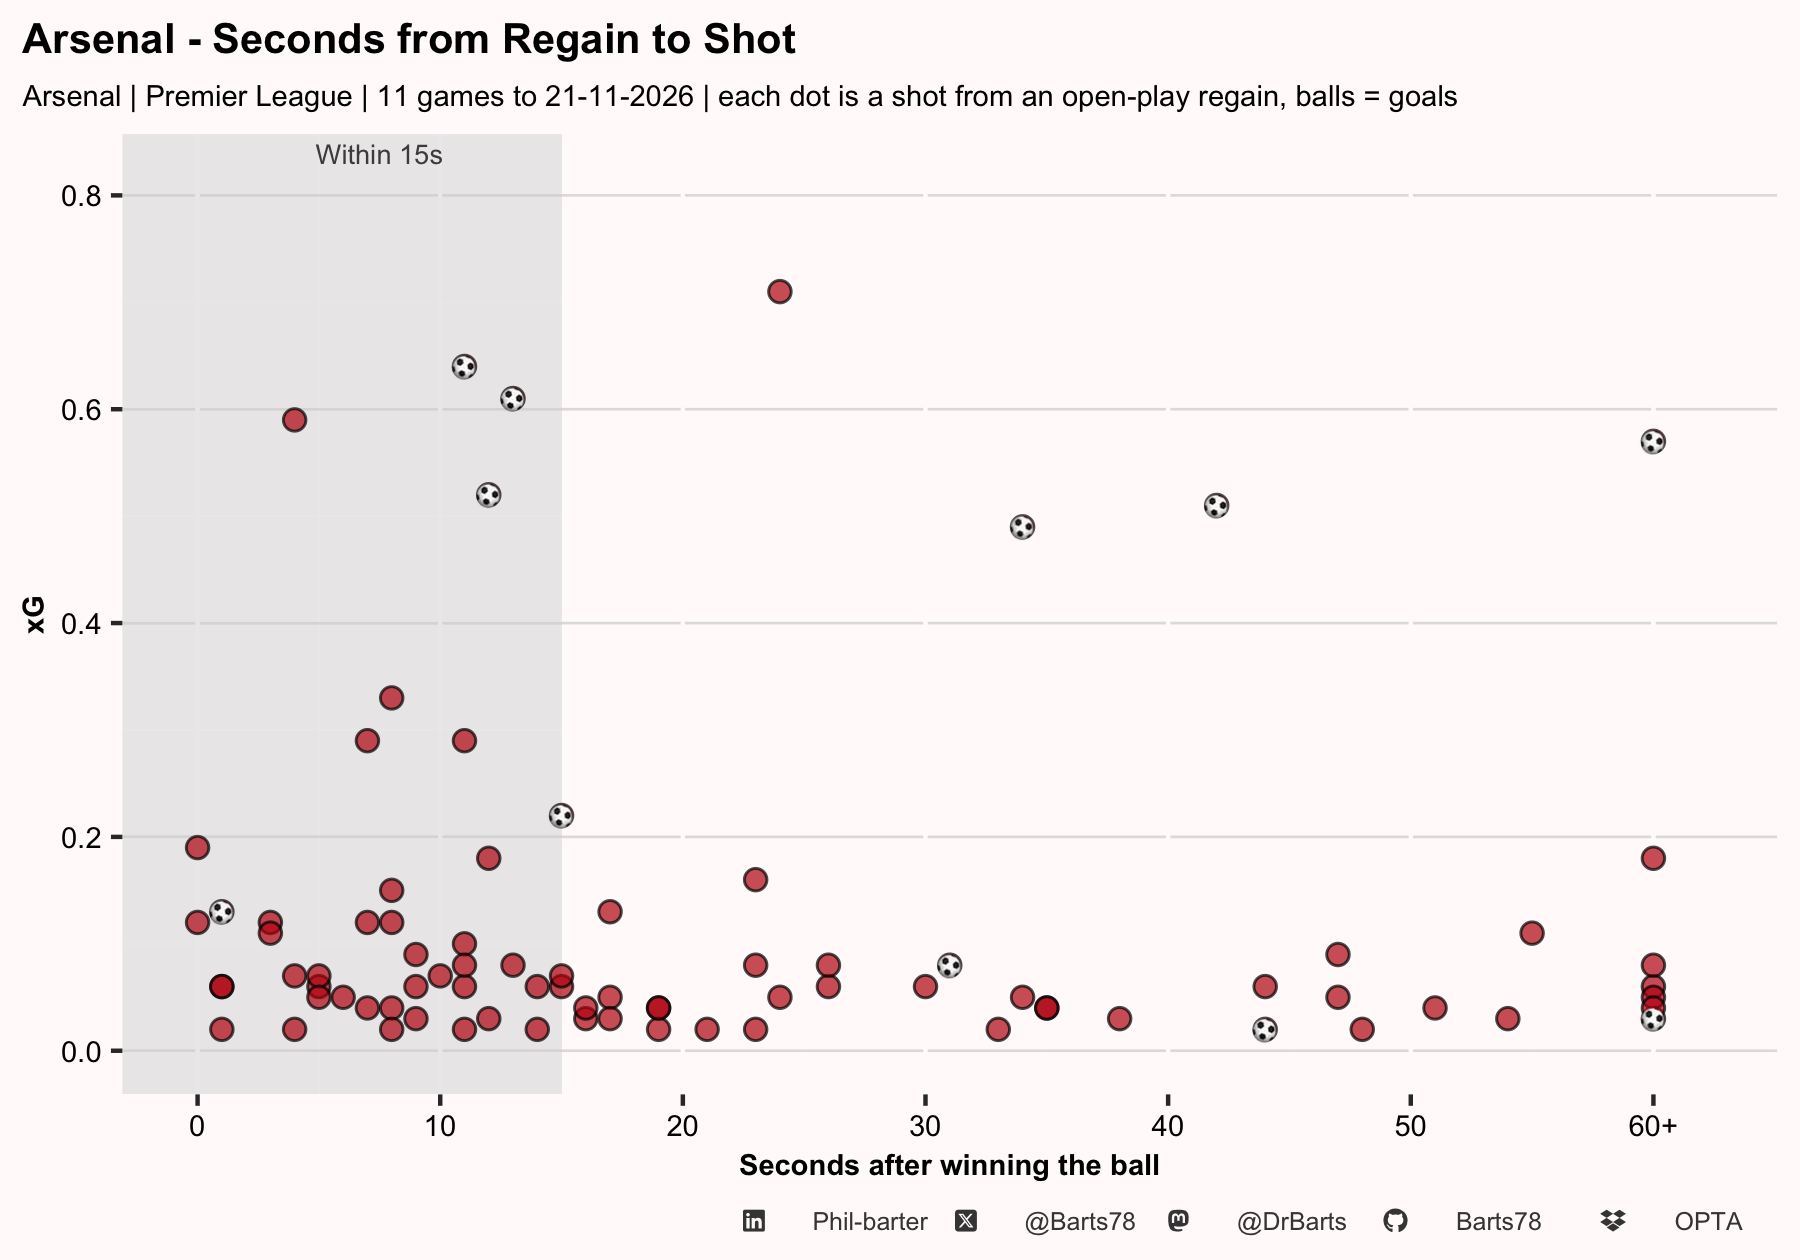 Arsenal - Seconds from Regain to Shot
Arsenal | Premier League | 11 games to 21-11-2026 | each dot is a shot from an open-play regain, balls = goals
Within 15s
0.8
0.6
0.4
0.2
0.0
xG
0 10 20 30 40 50 60+
Seconds after winning the ball
Phil-barter @Barts78 @DrBarts Barts78 OPTA